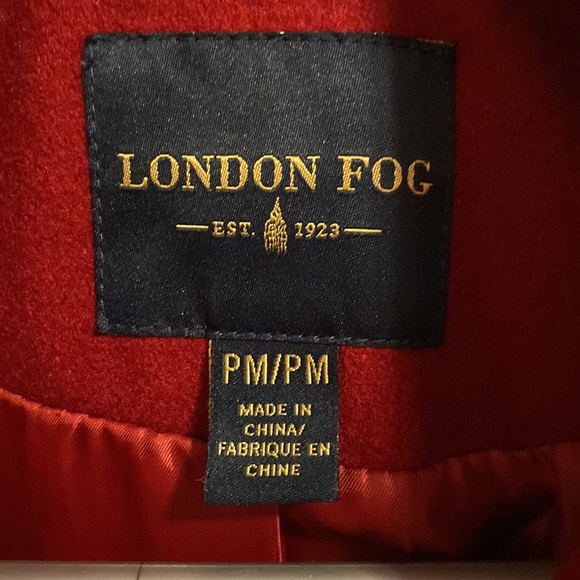 LONDON FOG
EST. 1923
PM/PM
MADE IN
CHINA/
FABRIQUE EN
CHINE